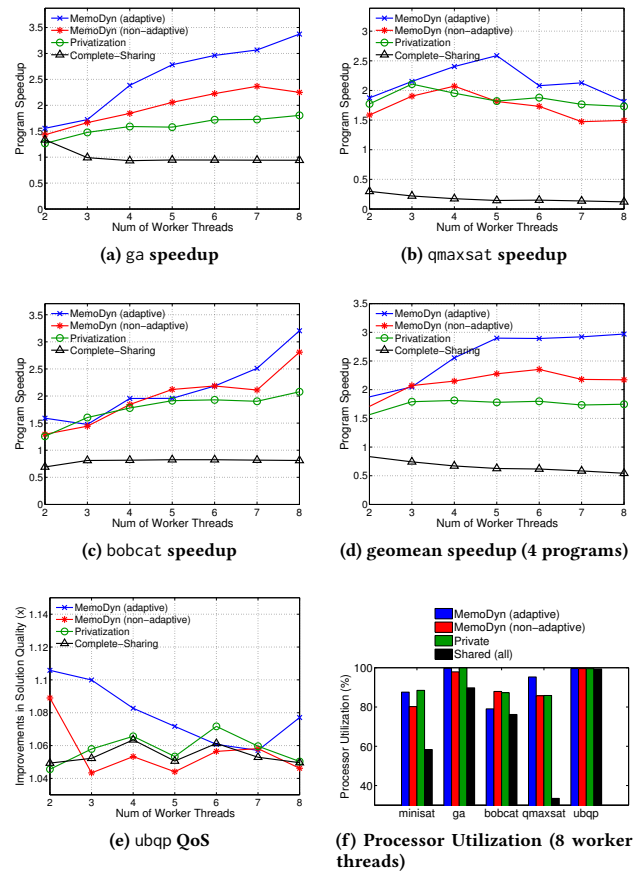 MemoDyn (adaptive)
MemoDyn (non−adaptive)
Privatization
Complete−Sharing
Program Speedup
3.5
3
2.5
2
1.5
1
0.5
0
2 3 4 5 6 7 8
Num of Worker Threads
(a) ga speedup
MemoDyn (adaptive)
MemoDyn (non−adaptive)
Privatization
Complete−Sharing
Program Speedup
3
2.5
2
1.5
1
0.5
0
2 3 4 5 6 7 8
Num of Worker Threads
(b) qmaxsat speedup
MemoDyn (adaptive)
MemoDyn (non−adaptive)
Privatization
Complete−Sharing
Program Speedup
3.5
3
2.5
2
1.5
1
0.5
0
2 3 4 5 6 7 8
Num of Worker Threads
(c) bobcat speedup
MemoDyn (adaptive)
MemoDyn (non−adaptive)
Privatization
Complete−Sharing
Program Speedup
3.5
3
2.5
2
1.5
1
0.5
0
2 3 4 5 6 7 8
Num of Worker Threads
(d) geomean speedup (4 programs)
MemoDyn (adaptive)
MemoDyn (non−adaptive)
Privatization
Complete−Sharing
Improvements in Solution Quality (x)
1.14
1.12
1.1
1.08
1.06
1.04
2 3 4 5 6 7 8
Num of Worker Threads
(e) ubqp QoS
MemoDyn (adaptive)
MemoDyn (non−adaptive)
Private
Shared (all)
Processor Utilization (%)
100
80
60
40
minisat ga bobcat qmaxsat ubqp
(f) Processor Utilization (8 worker
threads)